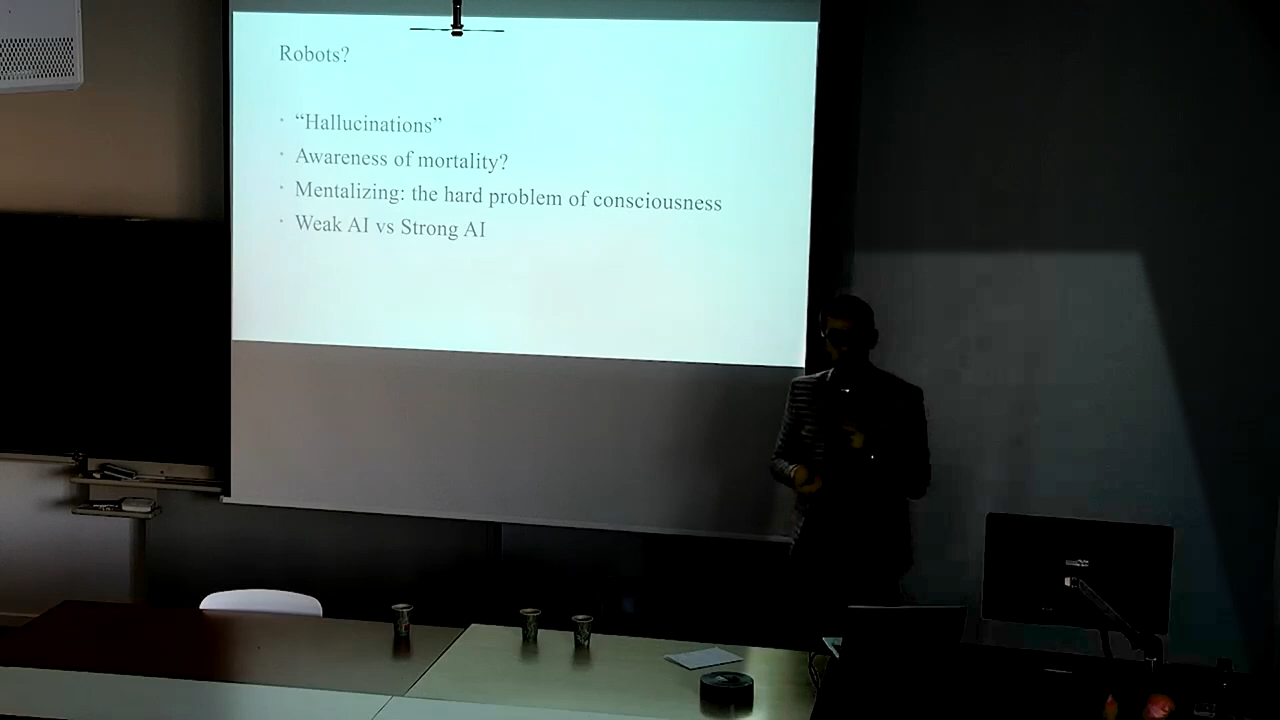 Robots?
“Hallucinations”
Awareness of mortality?
Mentalizing: the hard problem of consciousness
Weak AI vs Strong AI